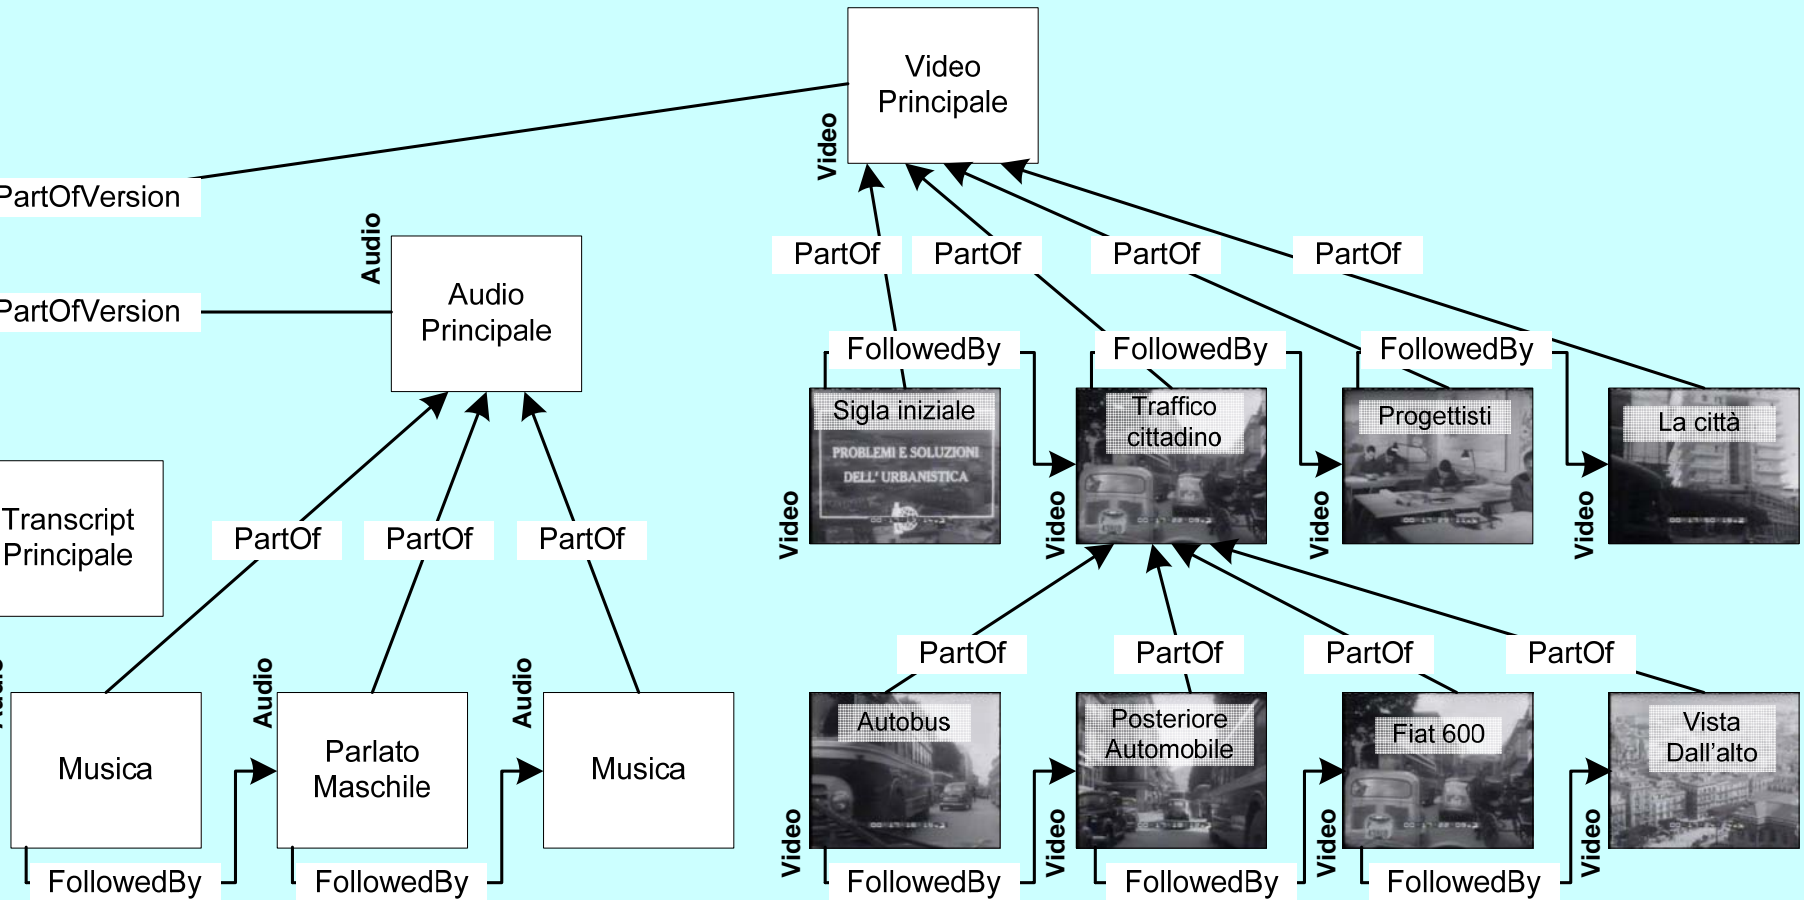 Video
Principale
Video
PartOfVersion
Audio
Audio
Principale
PartOfVersion
PartOf
PartOf
PartOf
PartOf
FollowedBy
FollowedBy
FollowedBy
Sigla iniziale
PROBLEMI E SOLUZIONI
DELL' URBANISTICA
Traffico
cittadino
Progettisti
La città
Video
Video
Video
Video
Transcript
Principale
PartOf
PartOf
PartOf
PartOf
PartOf
PartOf
PartOf
Audio
Audio
Audio
Musica
Parlato
Maschile
Musica
Autobus
Posteriore
Automobile
Fiat 600
Vista
Dall'alto
Video
Video
Video
Video
FollowedBy
FollowedBy
FollowedBy
FollowedBy
FollowedBy